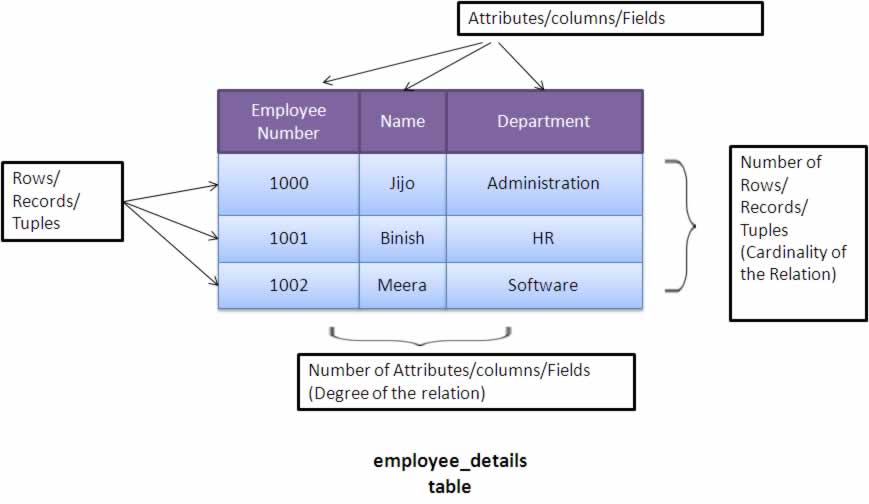 Attributes/columns/Fields
Employee
Number
Name
Department
Rows/
Records/
Tuples
1000
Jijo
Administration
1001
Binish
HR
1002
Meera
Software
Number of
Rows/
Records/
Tuples
(Cardinality of
the Relation)
Number of Attributes/columns/Fields
(Degree of the relation)
employee_details
table